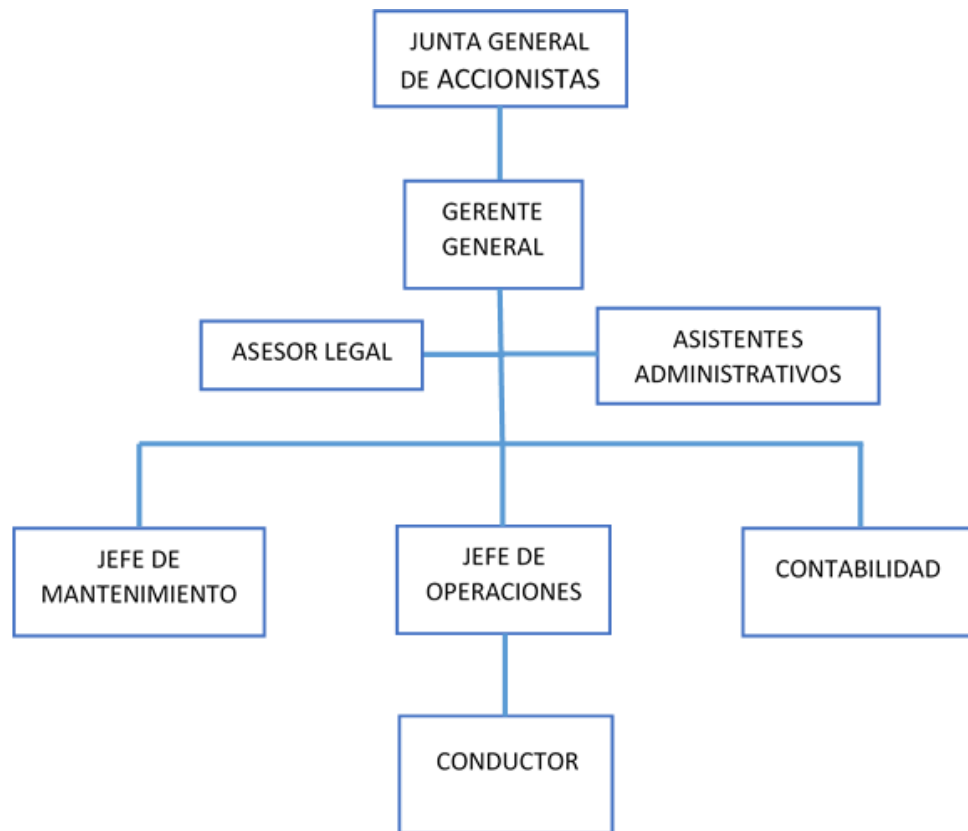 JUNTA GENERAL
DE ACCIONISTAS
GERENTE
GENERAL
ASESOR LEGAL
ASISTENTES
ADMINISTRATIVOS
JEFE DE
MANTENIMIENTO
JEFE DE
OPERACIONES
CONTABILIDAD
CONDUCTOR